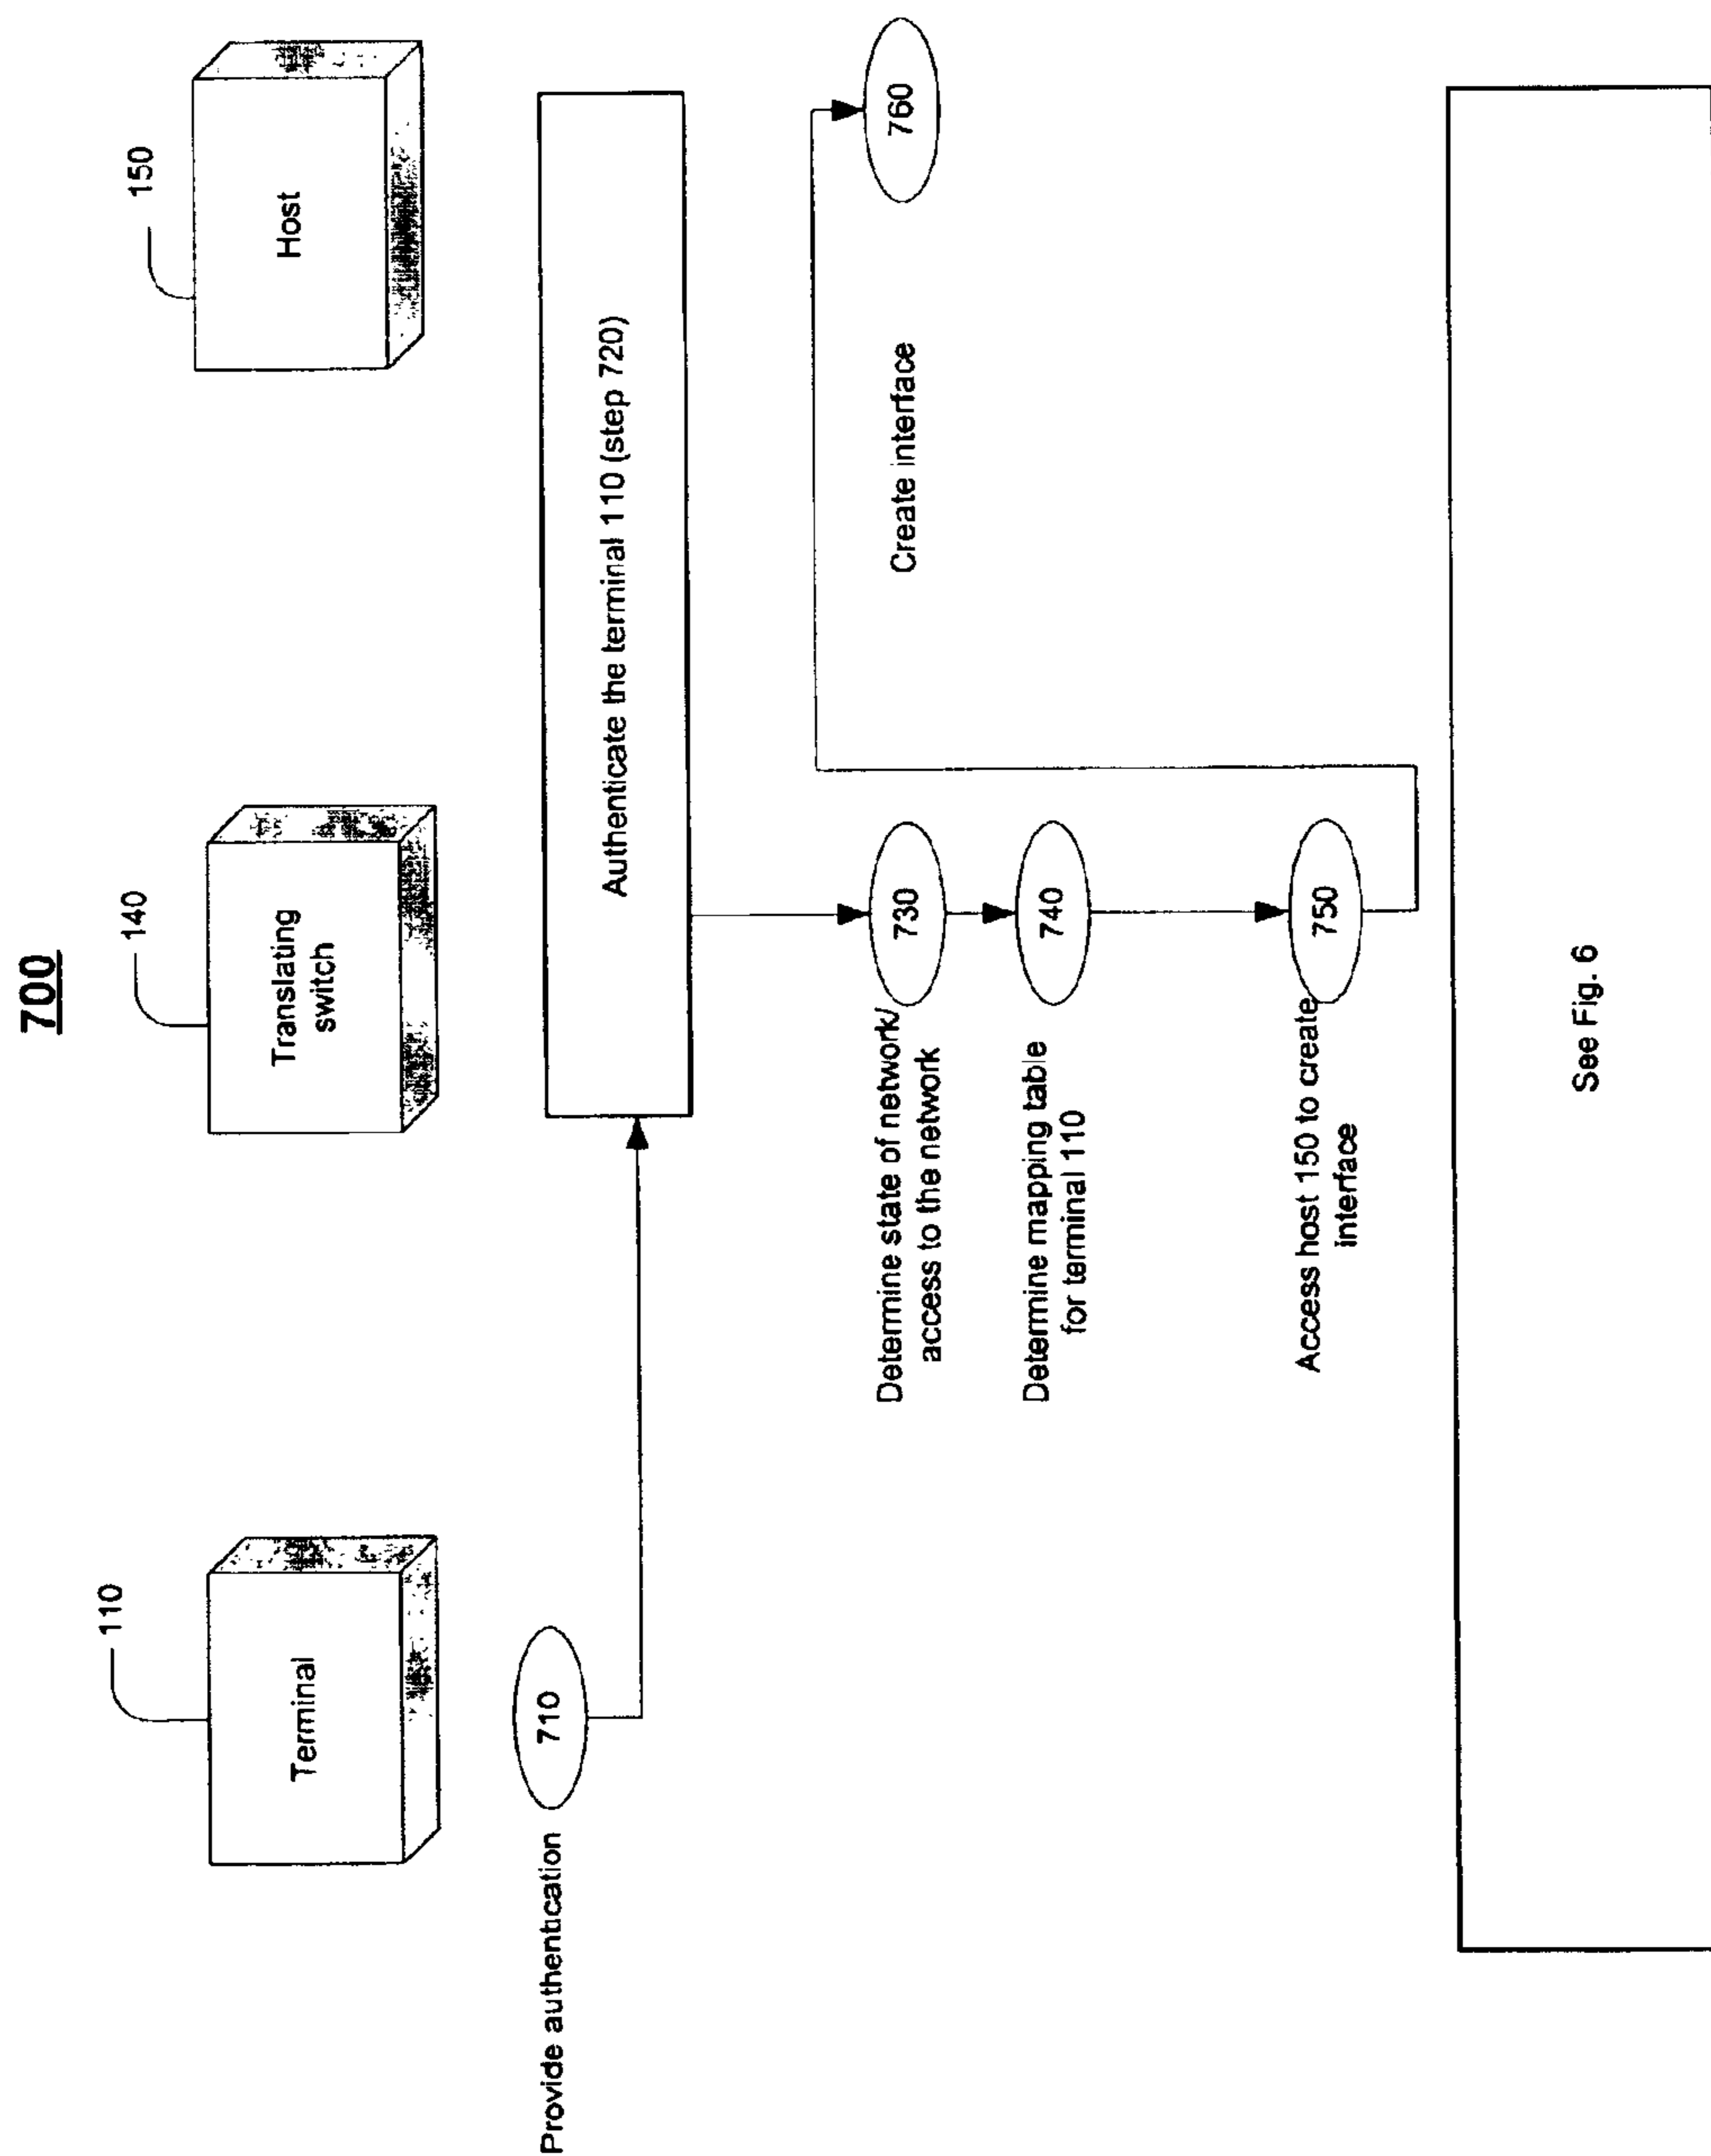 700
110
140
150
Terminal
Translating
switch
Host
Provide authentication
710
Authenticate the terminal 110 (step 720)
Determine state of network/
access to the network
730
Create interface
760
Determine mapping table
for terminal 110
740
Access host 150 to create
interface
750
See Fig. 6